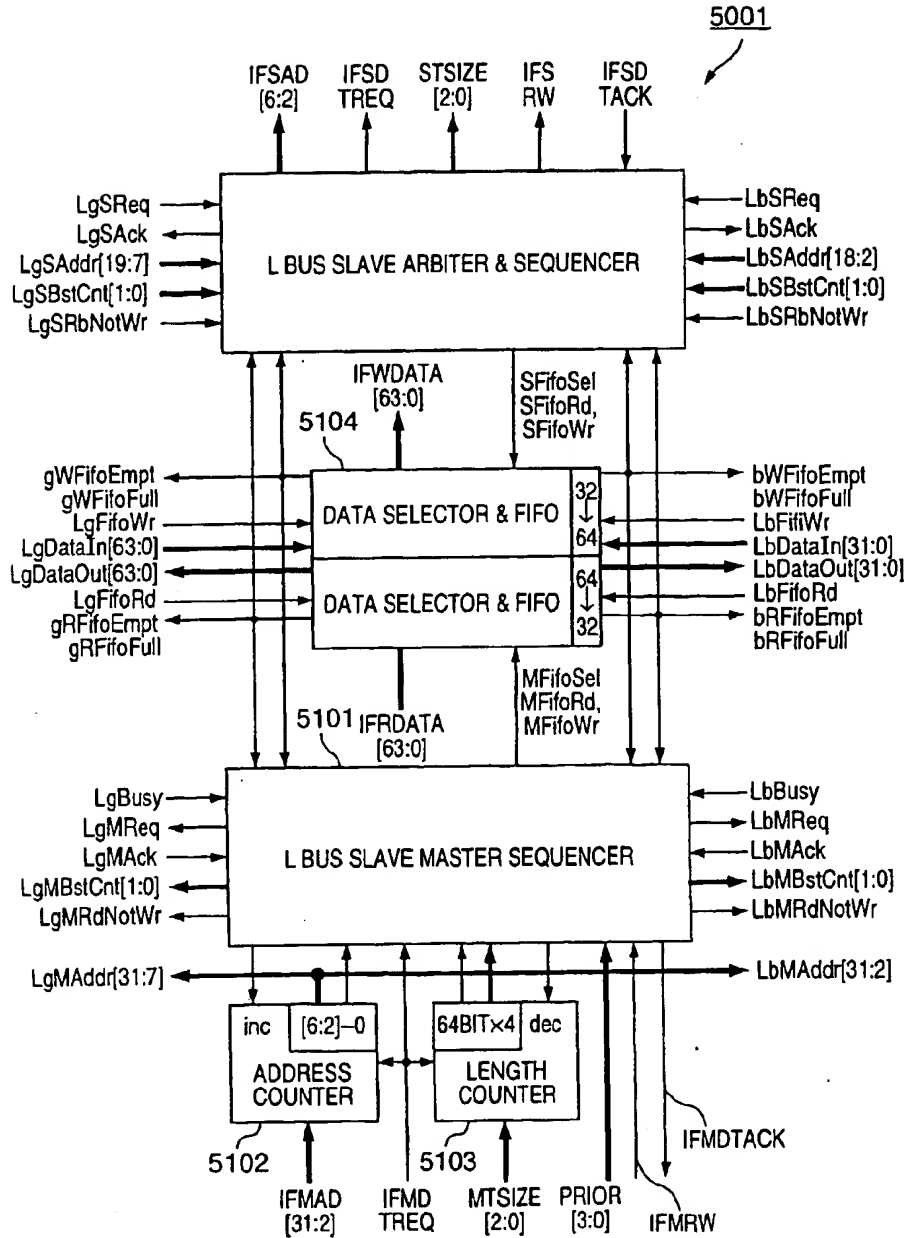 5001
IFSAD
[6:2]
IFSD
TREQ
STSIZE
[2:0]
IFS
RW
IFSD
TACK
LgSReq
LgSAck
LgSAddr[19:7]
LgSBstCnt[1:0]
LgSRbNotWr
L BUS SLAVE ARBITER & SEQUENCER
LbSReq
LbSAck
LbSAddr[18:2]
LbSBstCnt[1:0]
LbSRbNotWr
IFWDATA
[63:0]
SFifoSel
SFifoRd,
SFifoWr
5104
gWFifoEmpt
gWFifoFull
LgFifoWr
LgDataIn[63:0]
LgDataOut[63:0]
LgFifoRd
gRFifoEmpt
gRFifoFull
DATA SELECTOR & FIFO
32
64
DATA SELECTOR & FIFO
64
32
bWFifoEmpt
bWFifoFull
LbFifiWr
LbDataIn[31:0]
LbDataOut[31:0]
LbFifoRd
bRFifoEmpt
bRFifoFull
IFRDATA
[63:0]
MFifoSel
MFifoRd,
MFifoWr
5101
LgBusy
LgMReq
LgMAck
LgMBstCnt[1:0]
LgMRdNotWr
L BUS SLAVE MASTER SEQUENCER
LbBusy
LbMReq
LbMAck
LbMBstCnt[1:0]
LbMRdNotWr
LgMAddr[31:7]
LbMAddr[31:2]
inc
[6:2]-0
ADDRESS
COUNTER
5102
64BIT×4
dec
LENGTH
COUNTER
5103
IFMAD
[31:2]
IFMD
TREQ
MTSIZE
[2:0]
PRIOR
[3:0]
IFMRW
IFMDTACK